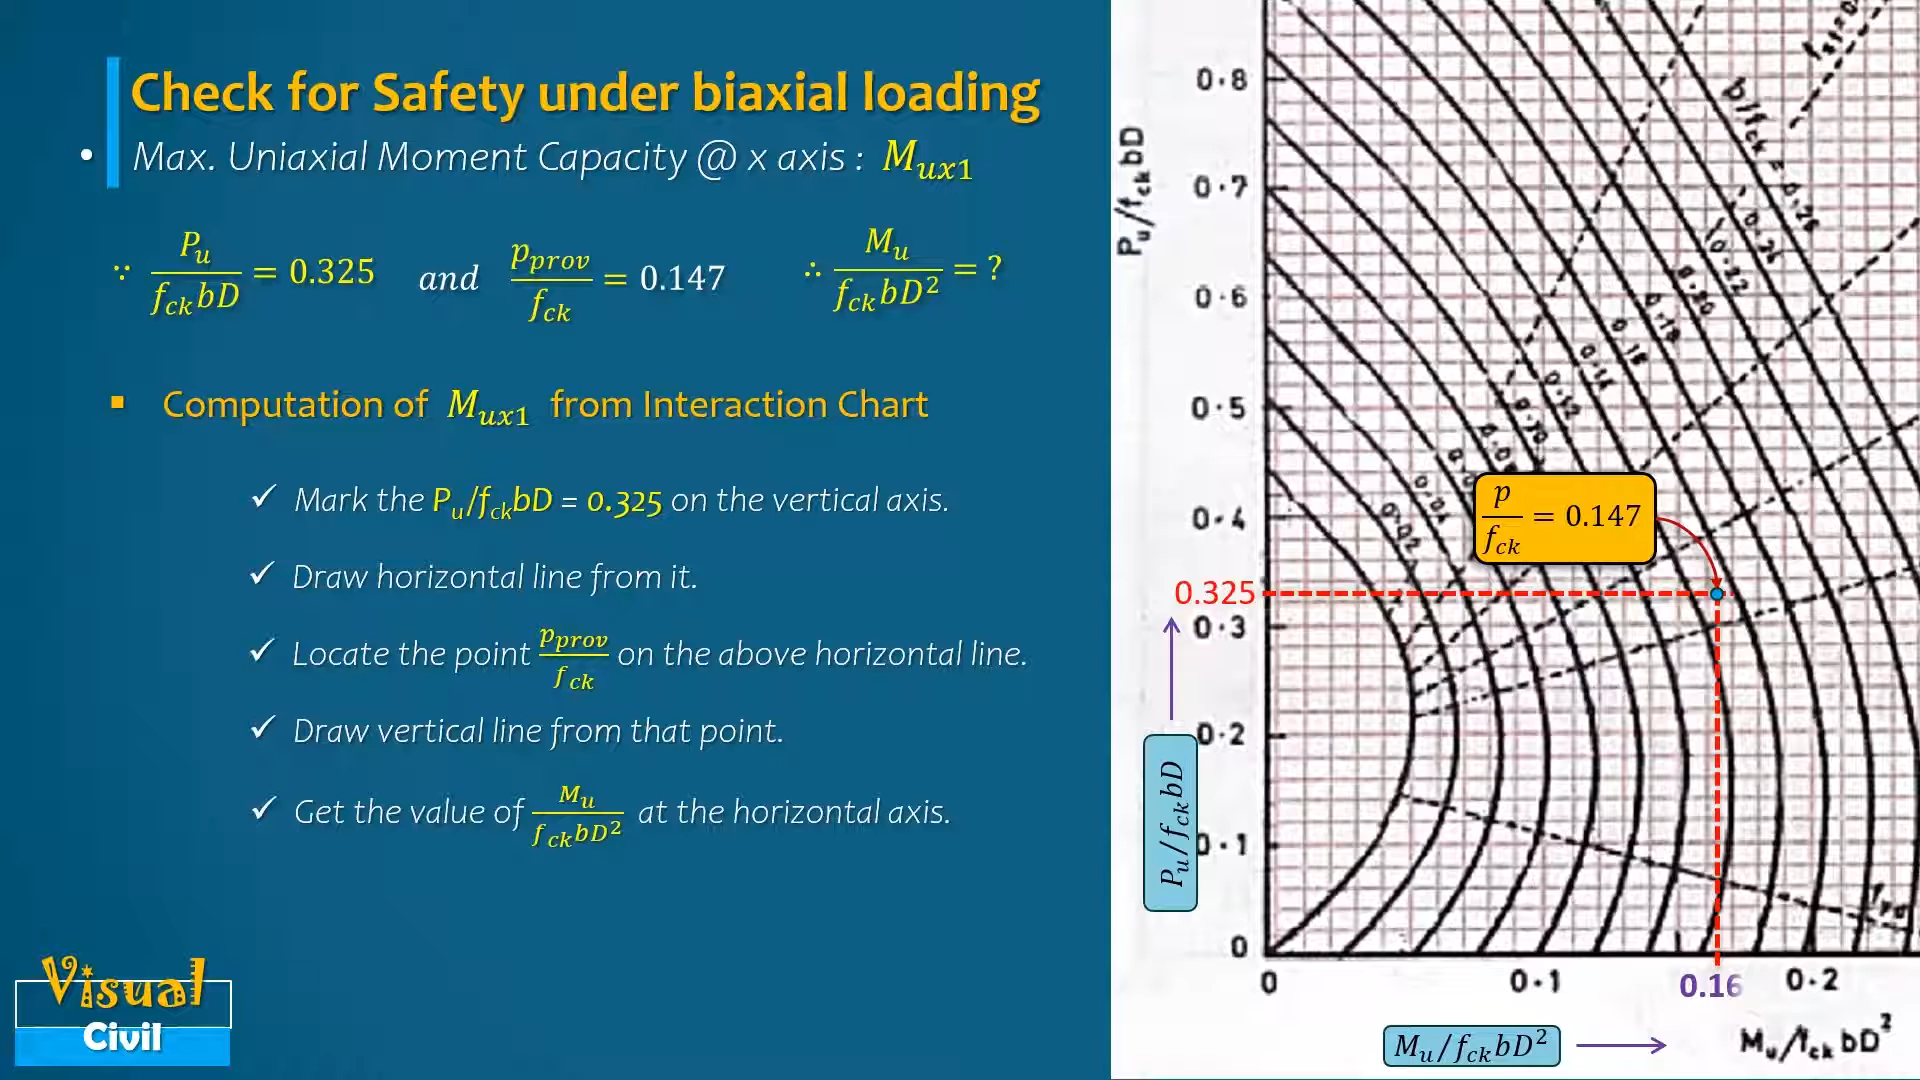 Check for Safety under biaxial loading
• Max. Uniaxial Moment Capacity @ x axis : M_ux1
∵ P_u / f_ck bD = 0.325 and p_prov / f_ck = 0.147 ∴ M_u / f_ck bD² = ?
▪ Computation of M_ux1 from Interaction Chart
✓ Mark the P_u/f_ck bD = 0.325 on the vertical axis.
✓ Draw horizontal line from it.
✓ Locate the point p_prov / f_ck on the above horizontal line.
✓ Draw vertical line from that point.
✓ Get the value of M_u / f_ck bD² at the horizontal axis.
Visual
Civil
P_u/f_ck bD
0.8
0.7
0.6
0.5
0.4
0.325
0.3
0.2
0.1
0
P_u/f_ck bD
p/f_ck = 0.26
0.24
0.22
0.20
0.18
0.16
0.14
0.12
0.10
0.04
0.02
p / f_ck = 0.147
0 0.1 0.16 0.2
M_u/f_ck bD²
M_u/f_ck bD²